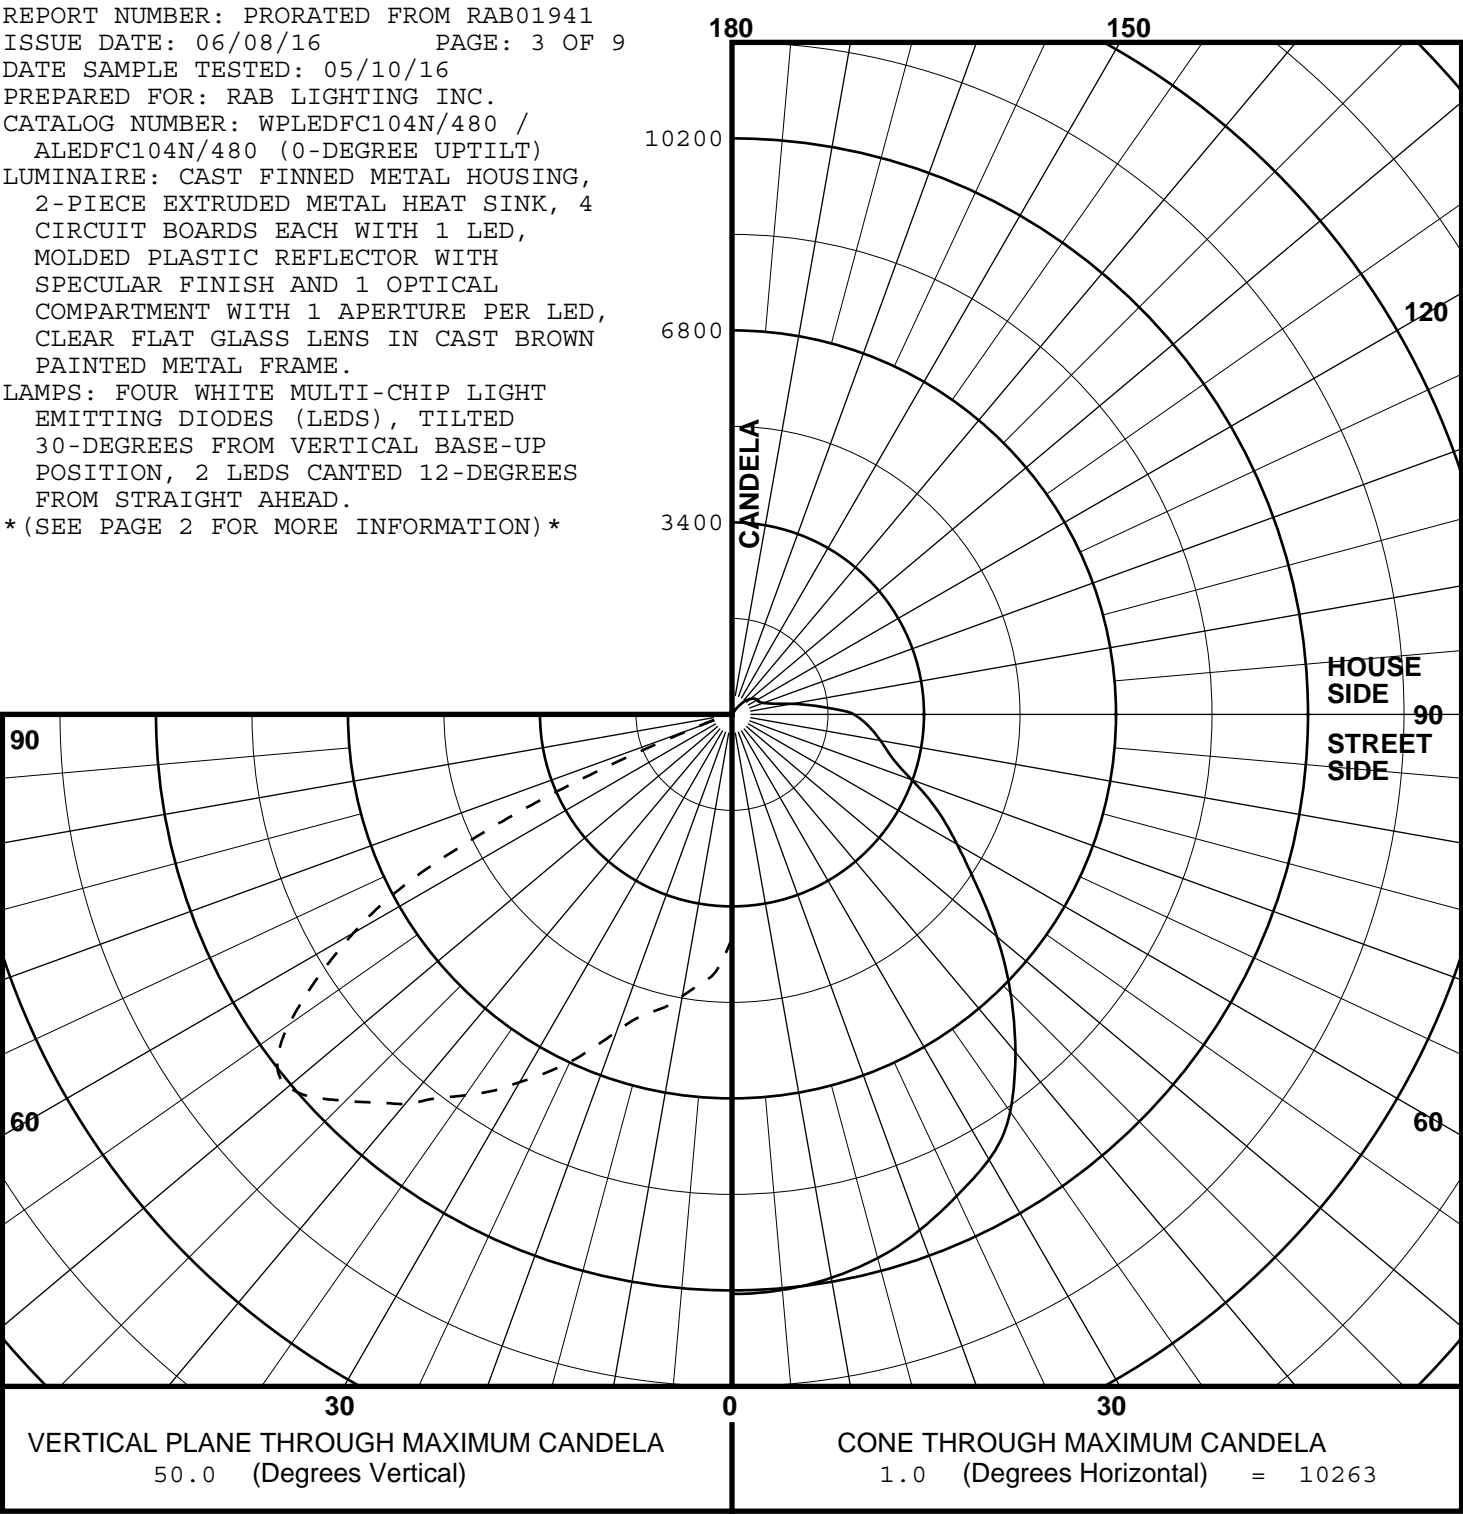 REPORT NUMBER: PRORATED FROM RAB01941
ISSUE DATE: 06/08/16 PAGE: 3 OF 9
DATE SAMPLE TESTED: 05/10/16
PREPARED FOR: RAB LIGHTING INC.
CATALOG NUMBER: WPLEDFC104N/480 /
ALEDFC104N/480 (0-DEGREE UPTILT)
LUMINAIRE: CAST FINNED METAL HOUSING,
2-PIECE EXTRUDED METAL HEAT SINK, 4
CIRCUIT BOARDS EACH WITH 1 LED,
MOLDED PLASTIC REFLECTOR WITH
SPECULAR FINISH AND 1 OPTICAL
COMPARTMENT WITH 1 APERTURE PER LED,
CLEAR FLAT GLASS LENS IN CAST BROWN
PAINTED METAL FRAME.
LAMPS: FOUR WHITE MULTI-CHIP LIGHT
EMITTING DIODES (LEDS), TILTED
30-DEGREES FROM VERTICAL BASE-UP
POSITION, 2 LEDS CANTED 12-DEGREES
FROM STRAIGHT AHEAD.
*(SEE PAGE 2 FOR MORE INFORMATION)*
180
150
10200
120
6800
CANDELA
3400
HOUSE
SIDE
90
90
STREET
SIDE
60
60
30
0
30
VERTICAL PLANE THROUGH MAXIMUM CANDELA
50.0 (Degrees Vertical)
CONE THROUGH MAXIMUM CANDELA
1.0 (Degrees Horizontal) = 10263